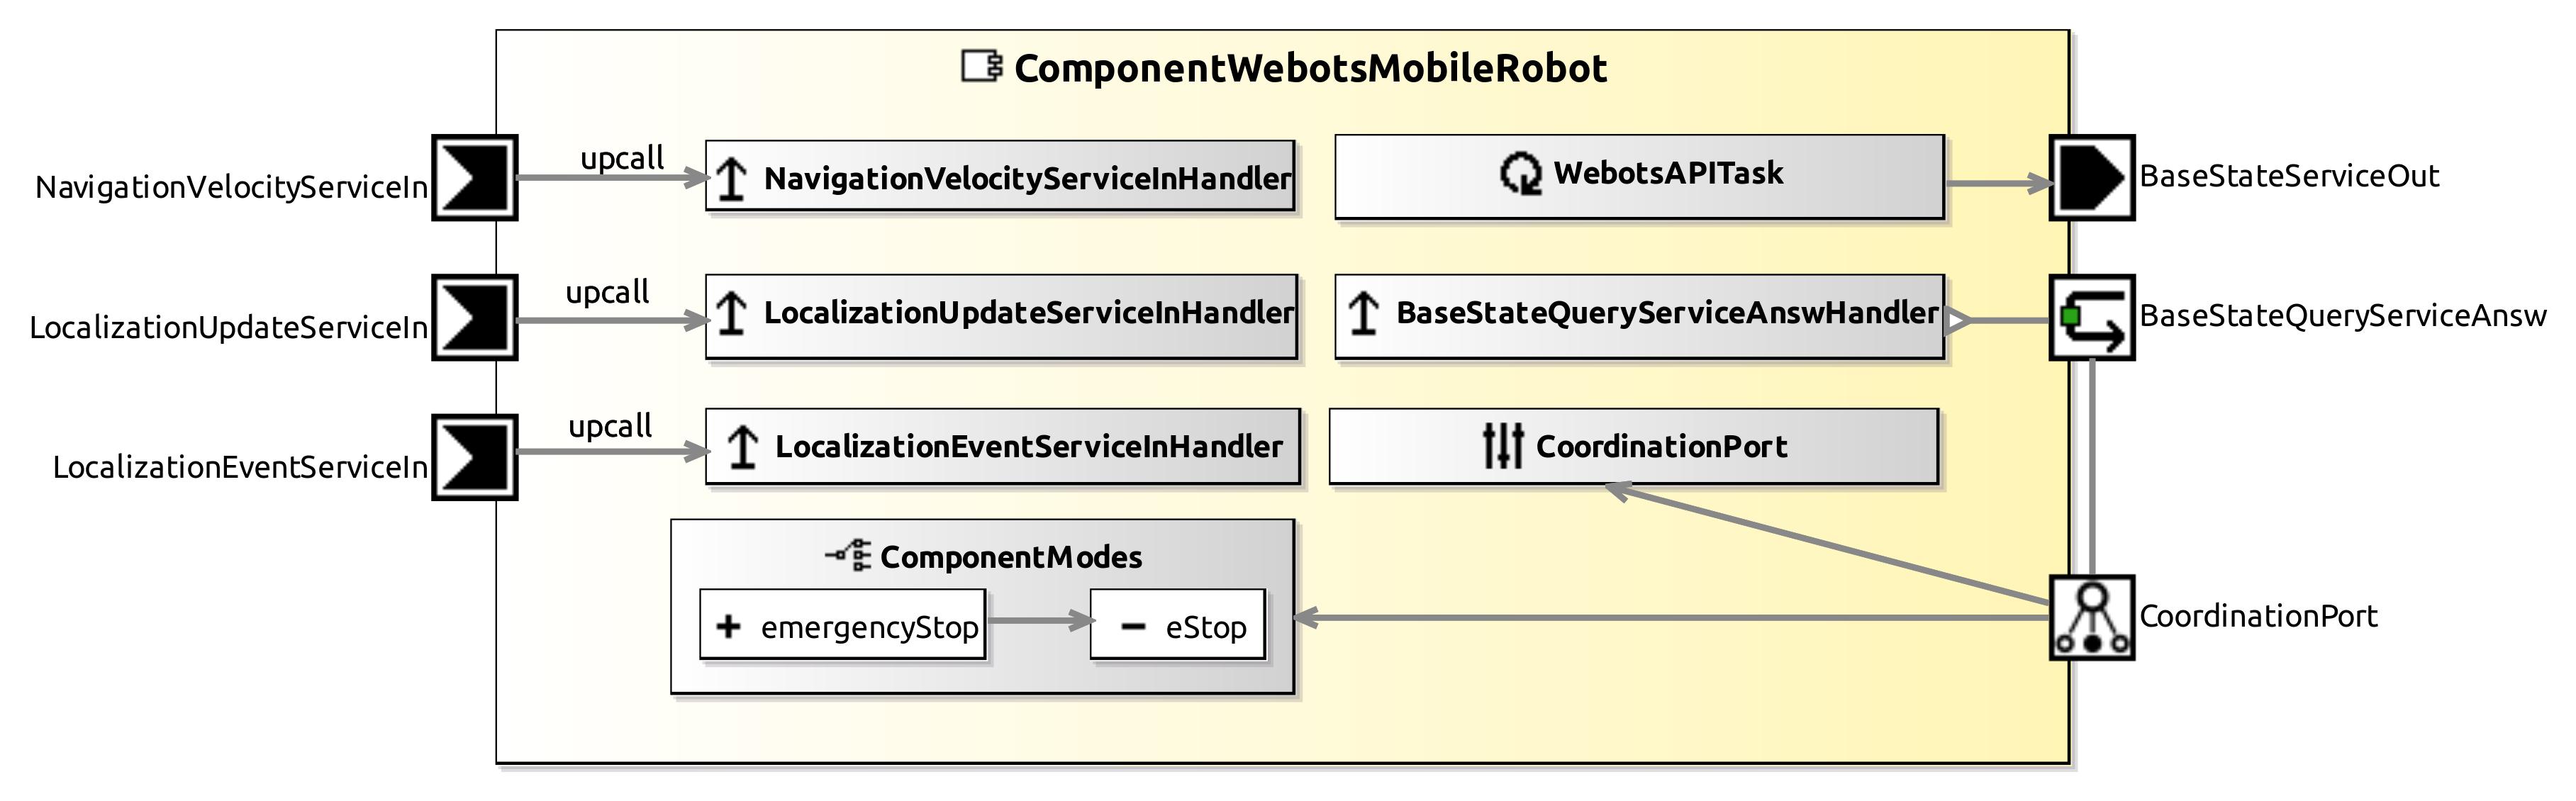 ComponentWebotsMobileRobot
NavigationVelocityServiceIn
upcall
NavigationVelocityServiceInHandler
WebotsAPITask
BaseStateServiceOut
LocalizationUpdateServiceIn
upcall
LocalizationUpdateServiceInHandler
BaseStateQueryServiceAnswHandler
BaseStateQueryServiceAnsw
LocalizationEventServiceIn
upcall
LocalizationEventServiceInHandler
CoordinationPort
ComponentModes
emergencyStop
eStop
CoordinationPort